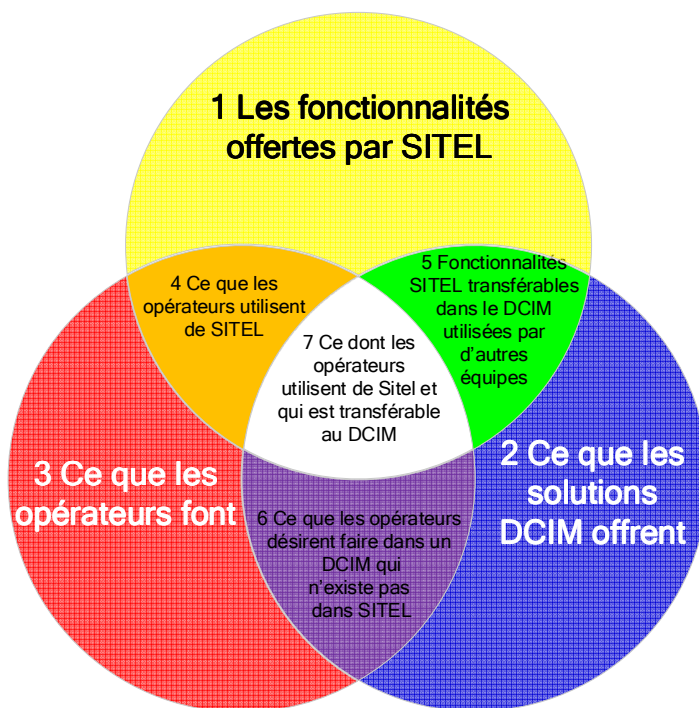 1 Les fonctionnalités
offertes par SITEL
4 Ce que les
opérateurs utilisent
de SITEL
5 Fonctionnalités
SITEL transférables
dans le DCIM
utilisées par
d'autres
équipes
7 Ce dont les
opérateurs
utilisent de Sitel et
qui est transférable
au DCIM
3 Ce que les
opérateurs font
2 Ce que les
solutions
DCIM offrent
6 Ce que les opérateurs
désirent faire dans un
DCIM qui
n'existe pas
dans SITEL